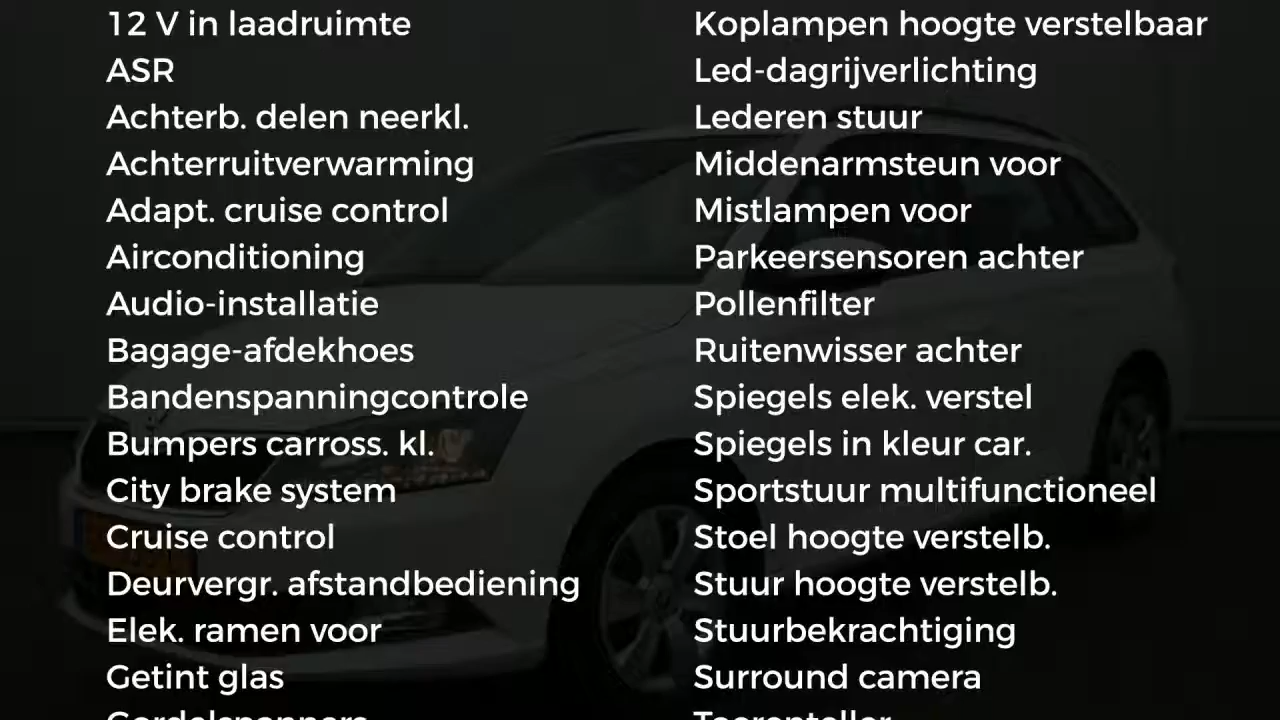 12 V in laadruimte
ASR
Achterb. delen neerkl.
Achterruitverwarming
Adapt. cruise control
Airconditioning
Audio-installatie
Bagage-afdekhoes
Bandenspanningcontrole
Bumpers carross. kl.
City brake system
Cruise control
Deurvergr. afstandbediening
Elek. ramen voor
Getint glas
Gordelspanners
Koplampen hoogte verstelbaar
Led-dagrijverlichting
Lederen stuur
Middenarmsteun voor
Mistlampen voor
Parkeersensoren achter
Pollenfilter
Ruitenwisser achter
Spiegels elek. verstel
Spiegels in kleur car.
Sportstuur multifunctioneel
Stoel hoogte verstelb.
Stuur hoogte verstelb.
Stuurbekrachtiging
Surround camera
Toerenteller